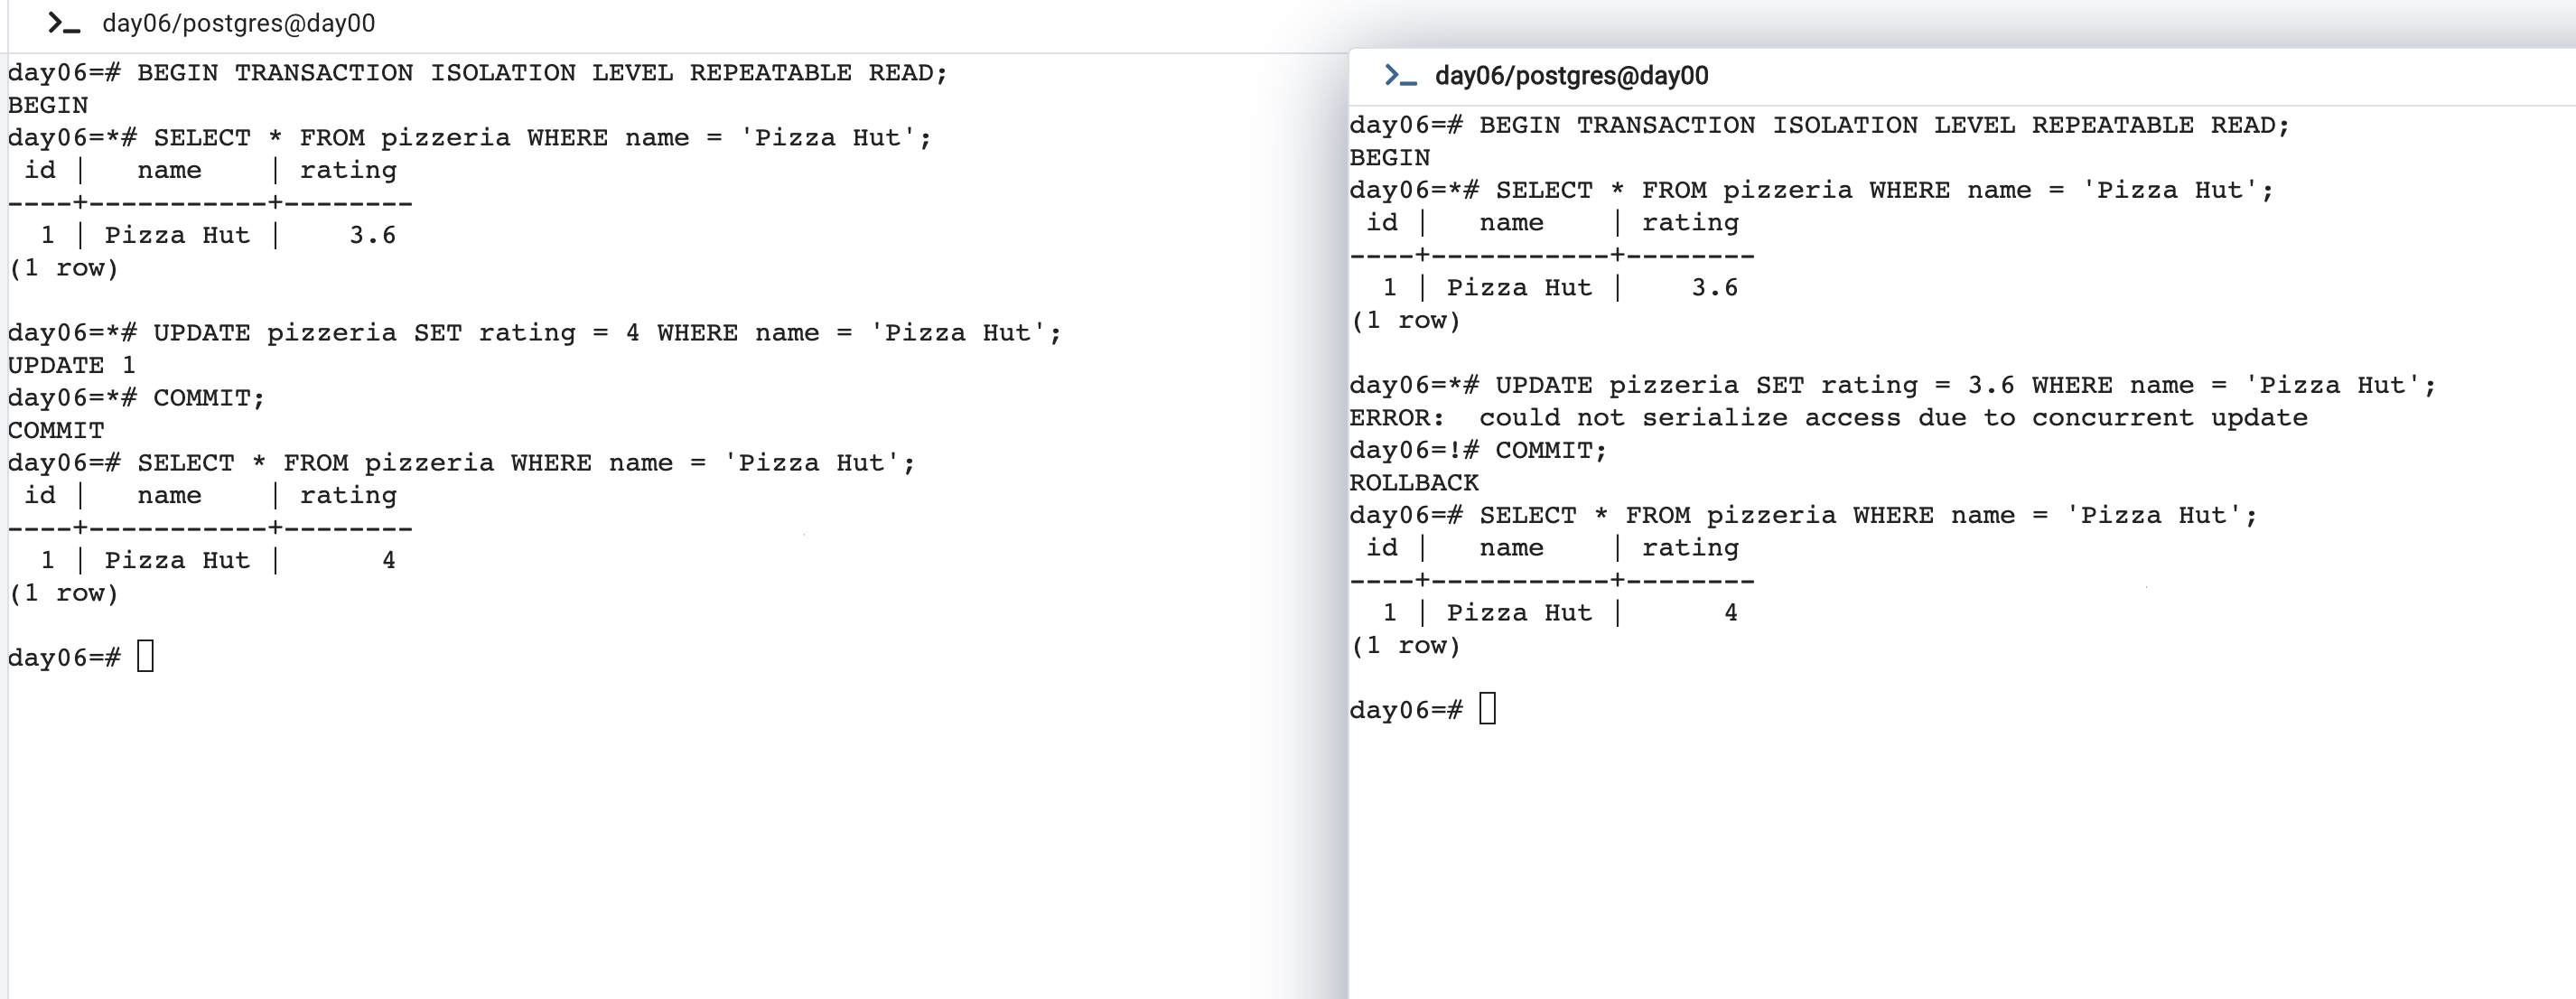 day06/postgres@day00
day06=# BEGIN TRANSACTION ISOLATION LEVEL REPEATABLE READ;
BEGIN
day06=*# SELECT * FROM pizzeria WHERE name = 'Pizza Hut';
 id |   name    | rating
----+-----------+--------
  1 | Pizza Hut |    3.6
(1 row)

day06=*# UPDATE pizzeria SET rating = 4 WHERE name = 'Pizza Hut';
UPDATE 1
day06=*# COMMIT;
COMMIT
day06=# SELECT * FROM pizzeria WHERE name = 'Pizza Hut';
 id |   name    | rating
----+-----------+--------
  1 | Pizza Hut |      4
(1 row)

day06=#
day06/postgres@day00
day06=# BEGIN TRANSACTION ISOLATION LEVEL REPEATABLE READ;
BEGIN
day06=*# SELECT * FROM pizzeria WHERE name = 'Pizza Hut';
 id |   name    | rating
----+-----------+--------
  1 | Pizza Hut |    3.6
(1 row)

day06=*# UPDATE pizzeria SET rating = 3.6 WHERE name = 'Pizza Hut';
ERROR:  could not serialize access due to concurrent update
day06=!# COMMIT;
ROLLBACK
day06=# SELECT * FROM pizzeria WHERE name = 'Pizza Hut';
 id |   name    | rating
----+-----------+--------
  1 | Pizza Hut |      4
(1 row)

day06=#